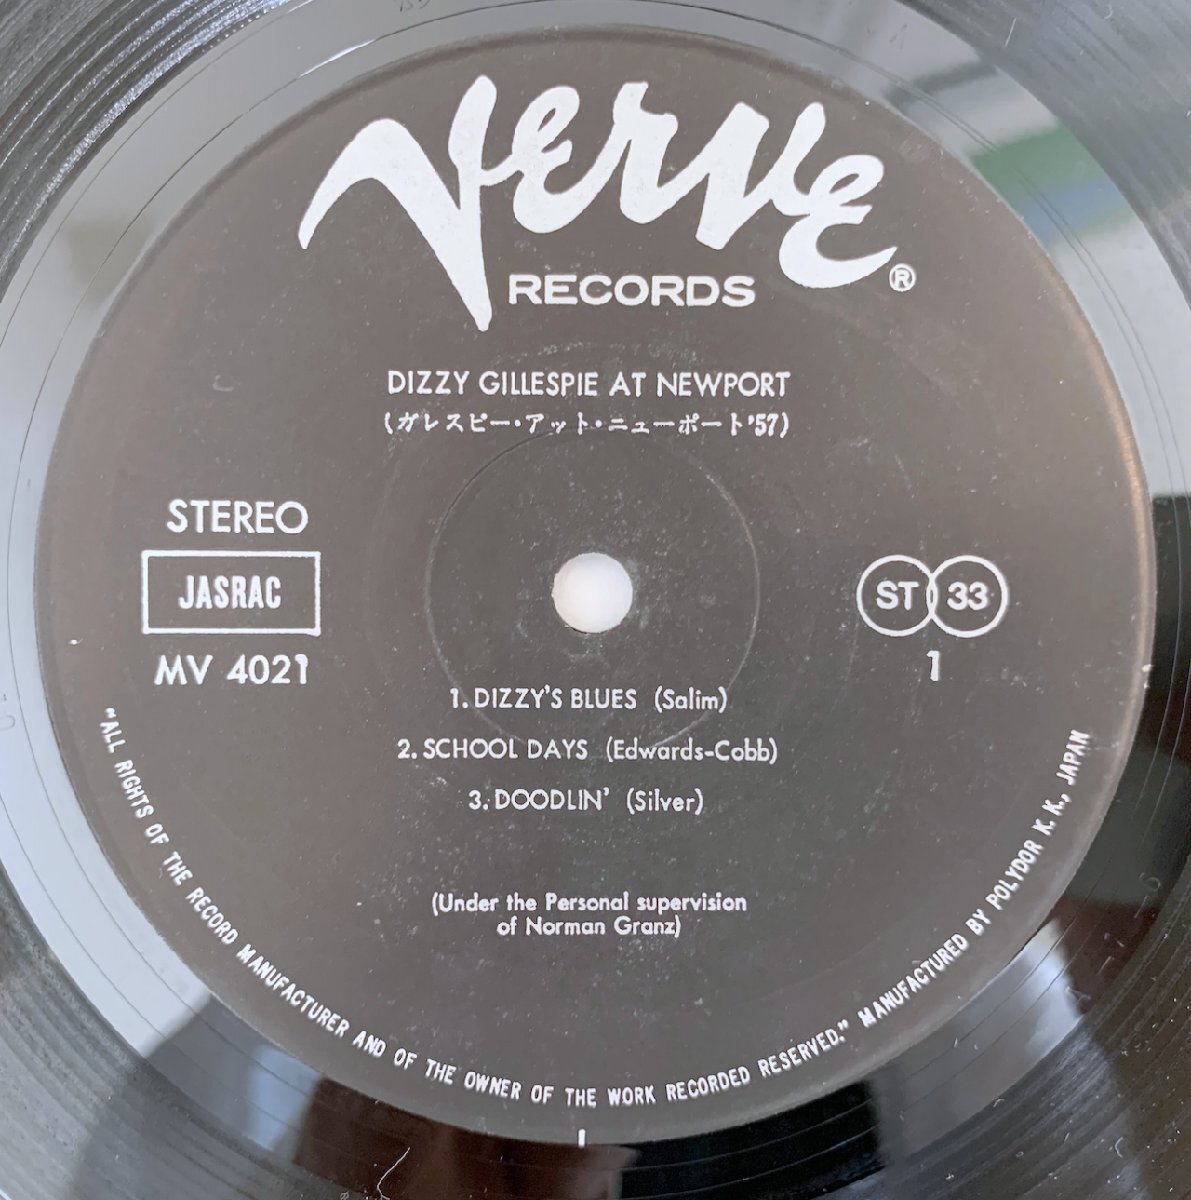 Verve
RECORDS ®
DIZZY GILLESPIE AT NEWPORT
(ガレスピー・アット・ニューポート'57)
STEREO
JASRAC
MV 4021
ST 33
1
1. DIZZY'S BLUES (Salim)
2. SCHOOL DAYS (Edwards-Cobb)
3. DOODLIN' (Silver)
(Under the Personal supervision
of Norman Granz)
"ALL RIGHTS OF THE RECORD MANUFACTURER AND OF THE OWNER OF THE WORK RECORDED RESERVED." MANUFACTURED BY POLYDOR K. K., JAPAN